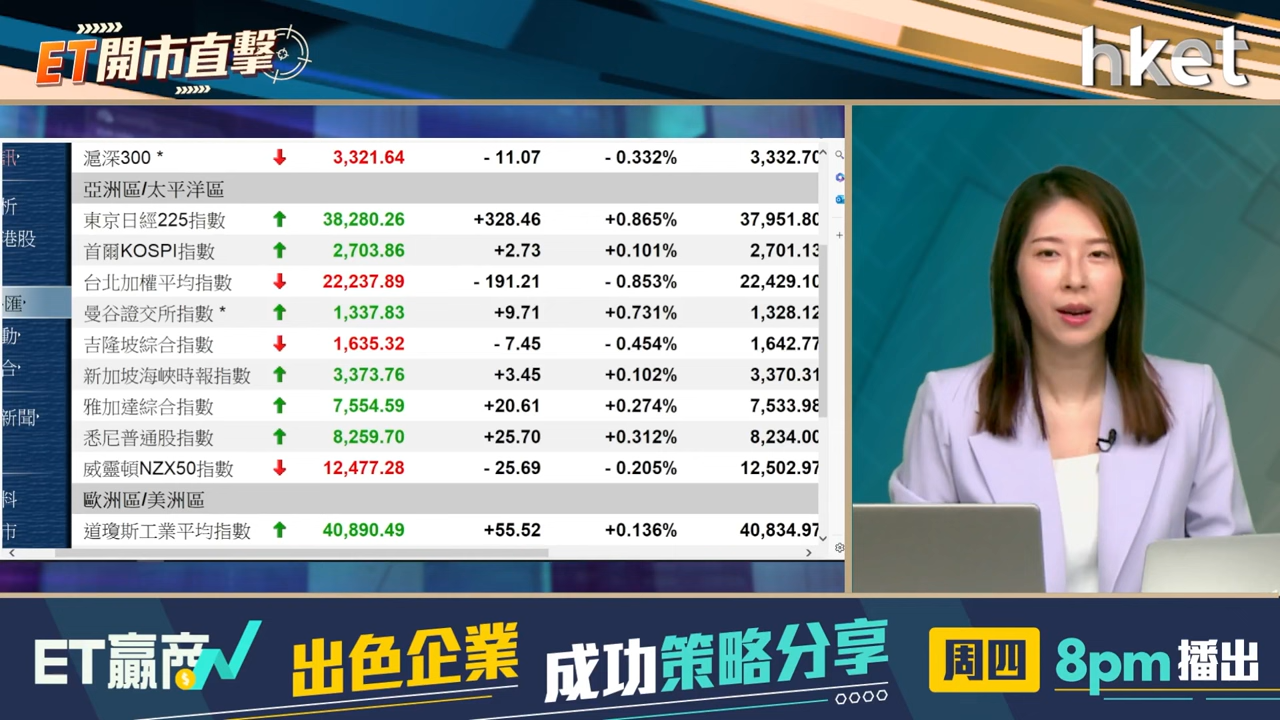 ET開市直擊
hket
訊
滬深300 * 3,321.64 - 11.07 - 0.332% 3,332.70
亞洲區/太平洋區
析
東京日經225指數 38,280.26 +328.46 +0.865% 37,951.80
港股
首爾KOSPI指數 2,703.86 +2.73 +0.101% 2,701.13
台北加權平均指數 22,237.89 - 191.21 - 0.853% 22,429.10
匯
曼谷證交所指數 * 1,337.83 +9.71 +0.731% 1,328.12
動
吉隆坡綜合指數 1,635.32 - 7.45 - 0.454% 1,642.77
合
新加坡海峽時報指數 3,373.76 +3.45 +0.102% 3,370.31
雅加達綜合指數 7,554.59 +20.61 +0.274% 7,533.98
新聞
悉尼普通股指數 8,259.70 +25.70 +0.312% 8,234.00
威靈頓NZX50指數 12,477.28 - 25.69 - 0.205% 12,502.97
料
歐洲區/美洲區
市
道瓊斯工業平均指數 40,890.49 +55.52 +0.136% 40,834.97
ET贏商
出色企業 成功策略分享
周四 8pm播出